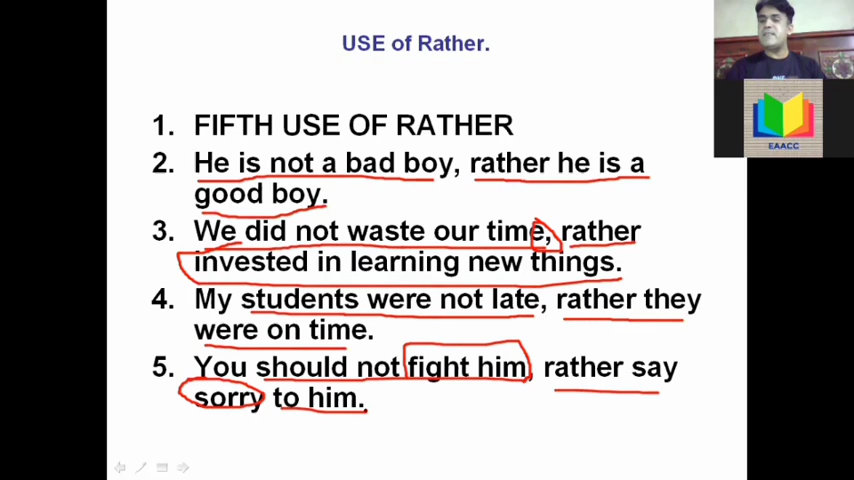 USE of Rather.
1. FIFTH USE OF RATHER
2. He is not a bad boy, rather he is a
good boy.
3. We did not waste our time, rather
invested in learning new things.
4. My students were not late, rather they
were on time.
5. You should not fight him, rather say
sorry to him.
EAACC